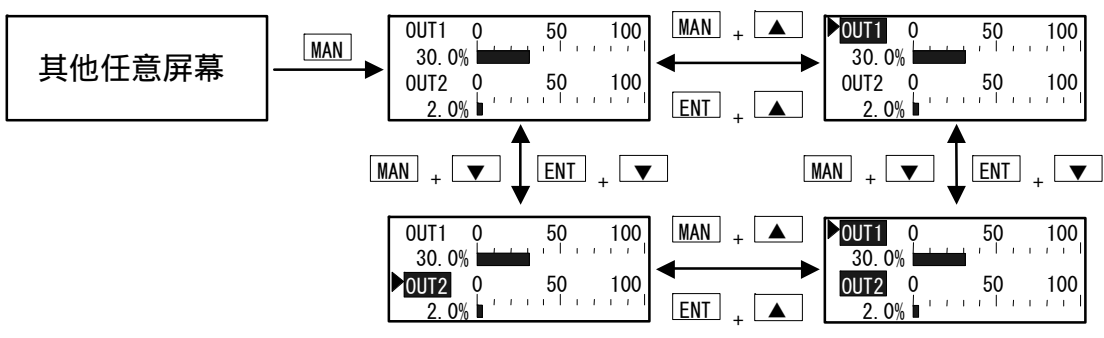 其他任意屏幕
MAN
OUT1 0 50 100
30.0%
OUT2 0 50 100
2.0%
MAN + ▲
ENT + ▲
▶OUT1 0 50 100
30.0%
OUT2 0 50 100
2.0%
MAN + ▼ ENT + ▼
MAN + ▼ ENT + ▼
OUT1 0 50 100
30.0%
▶OUT2 0 50 100
2.0%
MAN + ▲
ENT + ▲
▶OUT1 0 50 100
30.0%
OUT2 0 50 100
2.0%